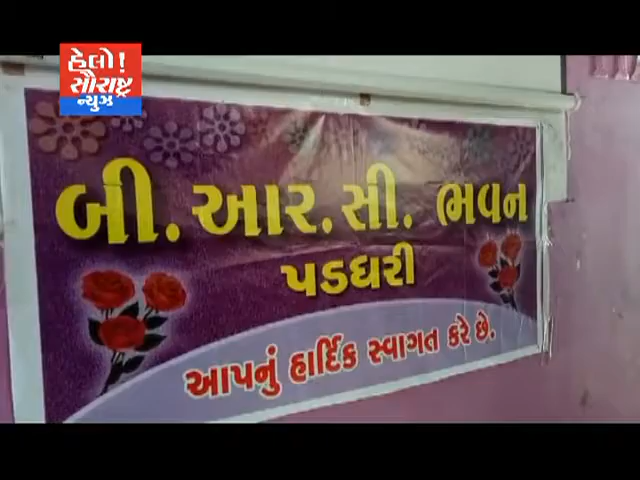 હેલો!
સૌરાષ્ટ્ર
ન્યુઝ
બી.આર.સી. ભવન
પડધરી
આપનું હાર્દિક સ્વાગત કરે છે.